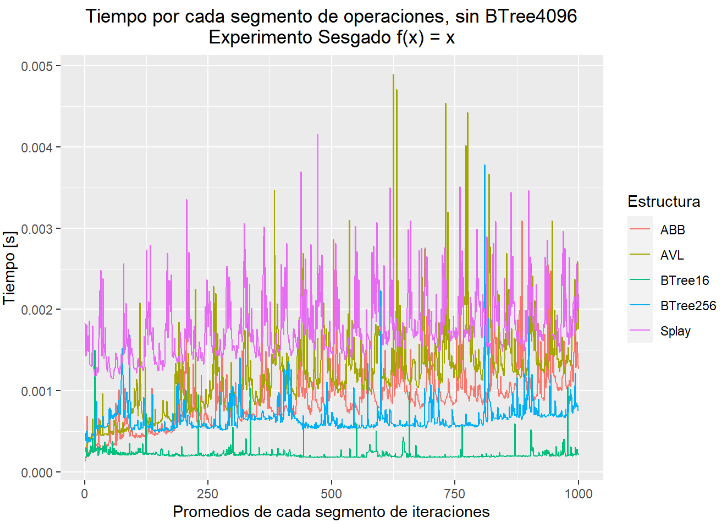 Tiempo por cada segmento de operaciones, sin BTree4096
Experimento Sesgado f(x) = x
0.005
0.004
0.003
0.002
0.001
0.000
Tiempo [s]
0
250
500
750
1000
Promedios de cada segmento de iteraciones
Estructura
ABB
AVL
BTree16
BTree256
Splay